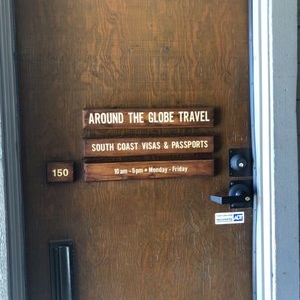 AROUND THE GLOBE TRAVEL
SOUTH COAST VISAS & PASSPORTS
150
10 am - 5 pm • Monday - Friday